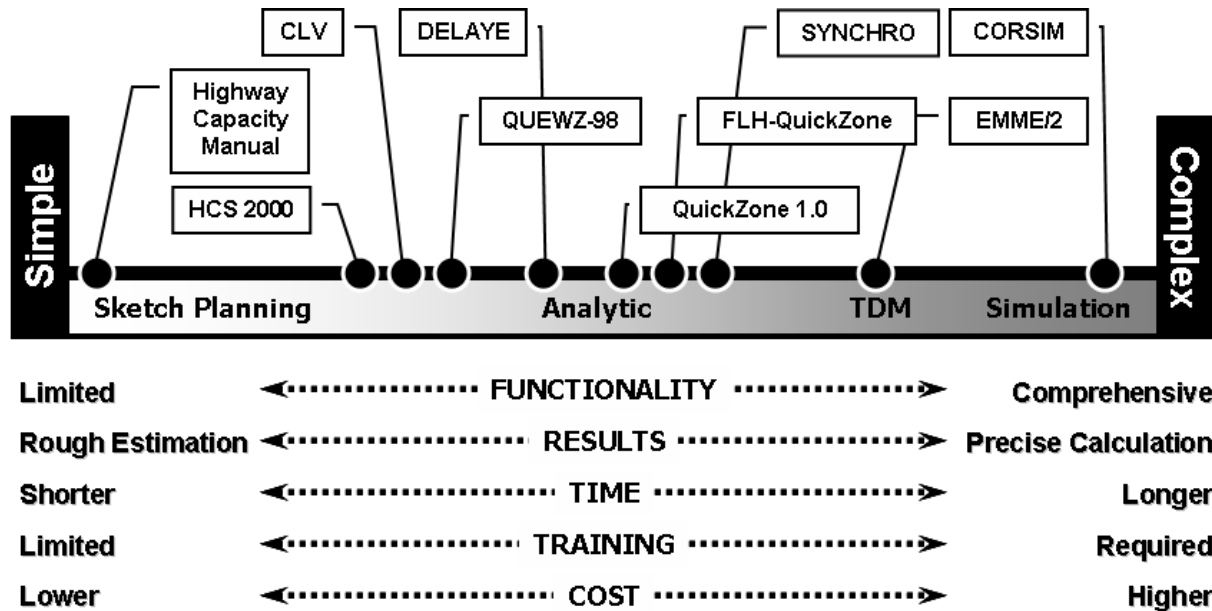 CLV
DELAYE
SYNCHRO
CORSIM
Highway
Capacity
Manual
QUEWZ-98
FLH-QuickZone
EMME/2
HCS 2000
QuickZone 1.0
Simple
Complex
Sketch Planning
Analytic
TDM
Simulation
Limited FUNCTIONALITY Comprehensive
Rough Estimation RESULTS Precise Calculation
Shorter TIME Longer
Limited TRAINING Required
Lower COST Higher